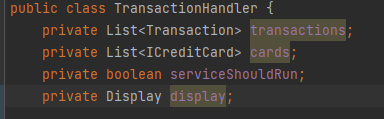 public class TransactionHandler {
    private List<Transaction> transactions;
    private List<ICreditCard> cards;
    private boolean serviceShouldRun;
    private Display display;